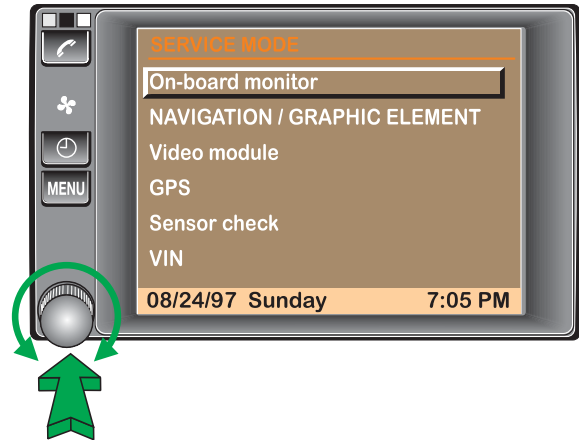 SERVICE MODE
On-board monitor
NAVIGATION / GRAPHIC ELEMENT
Video module
GPS
MENU
Sensor check
VIN
08/24/97 Sunday 7:05 PM